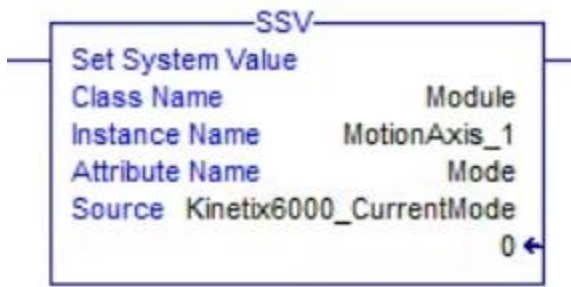 SSV
Set System Value
Class Name Module
Instance Name MotionAxis_1
Attribute Name Mode
Source Kinetix6000_CurrentMode
0